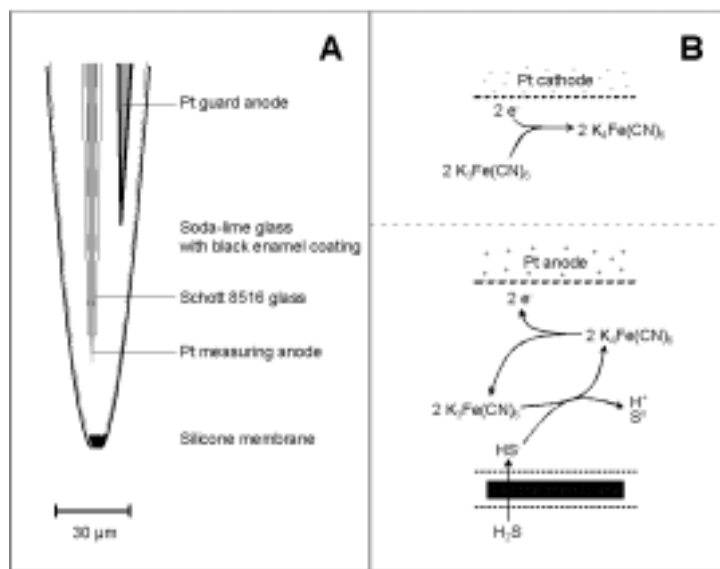 A
Pt guard anode
Soda-lime glass
with black enamel coating
Schott 8516 glass
Pt measuring anode
Silicone membrane
30 µm
B
Pt cathode
2 e⁻
2 K₄Fe(CN)₆
2 K₃Fe(CN)₆
Pt anode
2 e⁻
2 K₄Fe(CN)₆
2 K₃Fe(CN)₆
H⁺
S⁰
HS⁻
H₂S